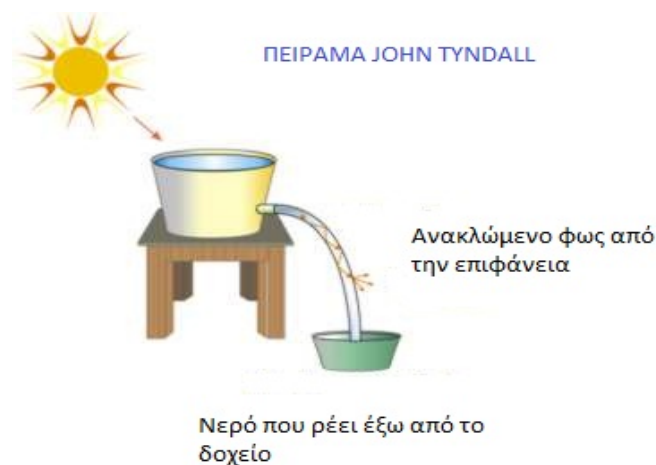 ΠΕΙΡΑΜΑ JOHN TYNDALL
Ανακλώμενο φως από
την επιφάνεια
Νερό που ρέει έξω από το
δοχείο